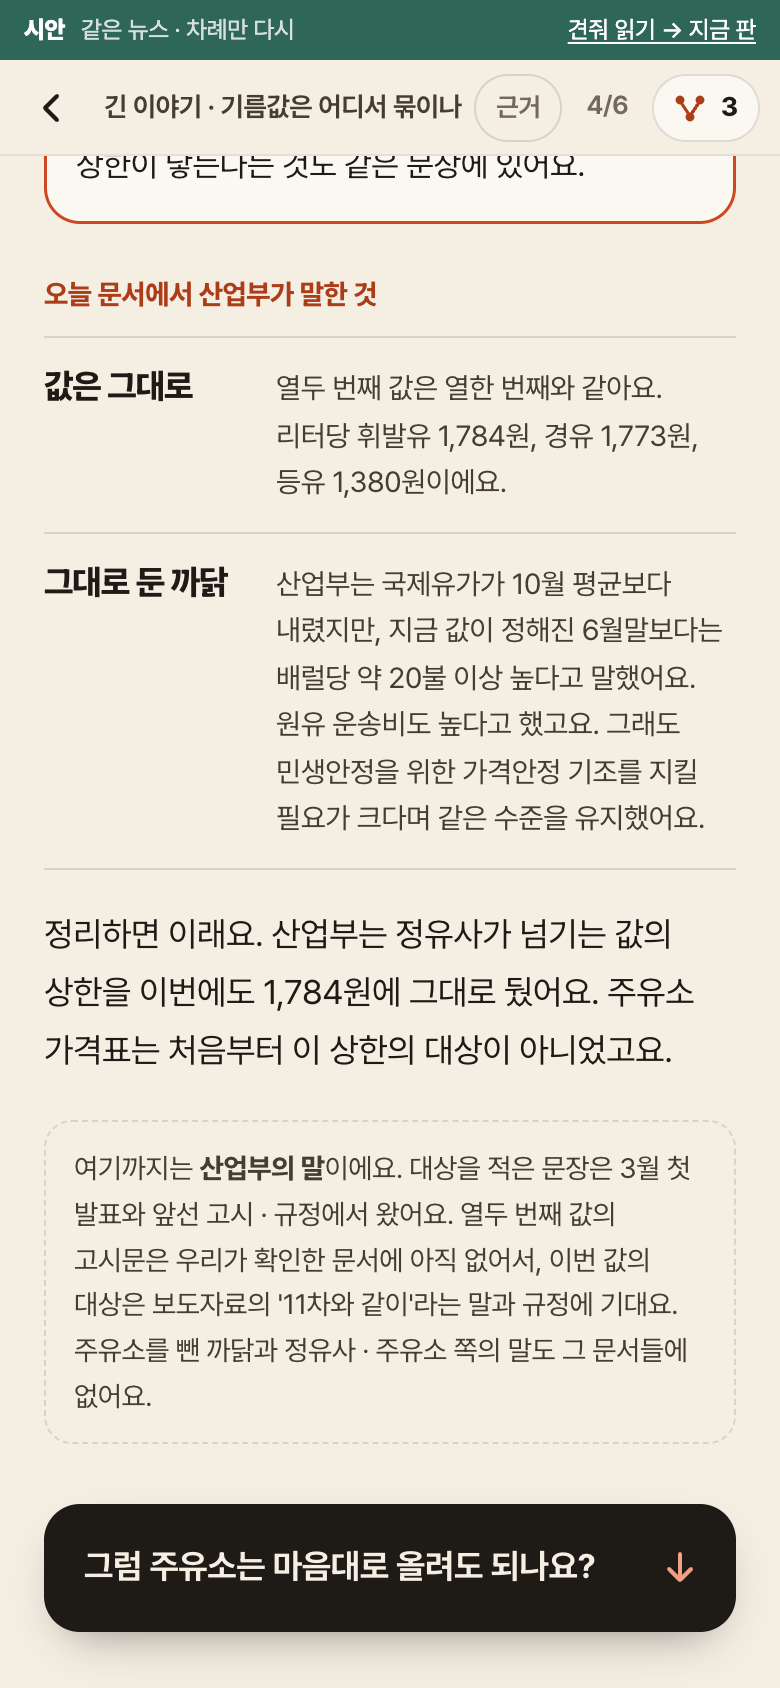 시안 같은 뉴스 · 차례만 다시 견줘 읽기 → 지금 판
긴 이야기 · 기름값은 어디서 묶이나 근거 4/6 3
상한이 닿는다는 것도 같은 문장에 있어요.
오늘 문서에서 산업부가 말한 것
값은 그대로
열두 번째 값은 열한 번째와 같아요.
리터당 휘발유 1,784원, 경유 1,773원,
등유 1,380원이에요.
그대로 둔 까닭
산업부는 국제유가가 10월 평균보다
내렸지만, 지금 값이 정해진 6월말보다는
배럴당 약 20불 이상 높다고 말했어요.
원유 운송비도 높다고 했고요. 그래도
민생안정을 위한 가격안정 기조를 지킬
필요가 크다며 같은 수준을 유지했어요.
정리하면 이래요. 산업부는 정유사가 넘기는 값의
상한을 이번에도 1,784원에 그대로 뒀어요. 주유소
가격표는 처음부터 이 상한의 대상이 아니었고요.
여기까지는 산업부의 말이에요. 대상을 적은 문장은 3월 첫
발표와 앞선 고시 · 규정에서 왔어요. 열두 번째 값의
고시문은 우리가 확인한 문서에 아직 없어서, 이번 값의
대상은 보도자료의 '11차와 같이'라는 말과 규정에 기대요.
주유소를 뺀 까닭과 정유사 · 주유소 쪽의 말도 그 문서들에
없어요.
그럼 주유소는 마음대로 올려도 되나요? ↓